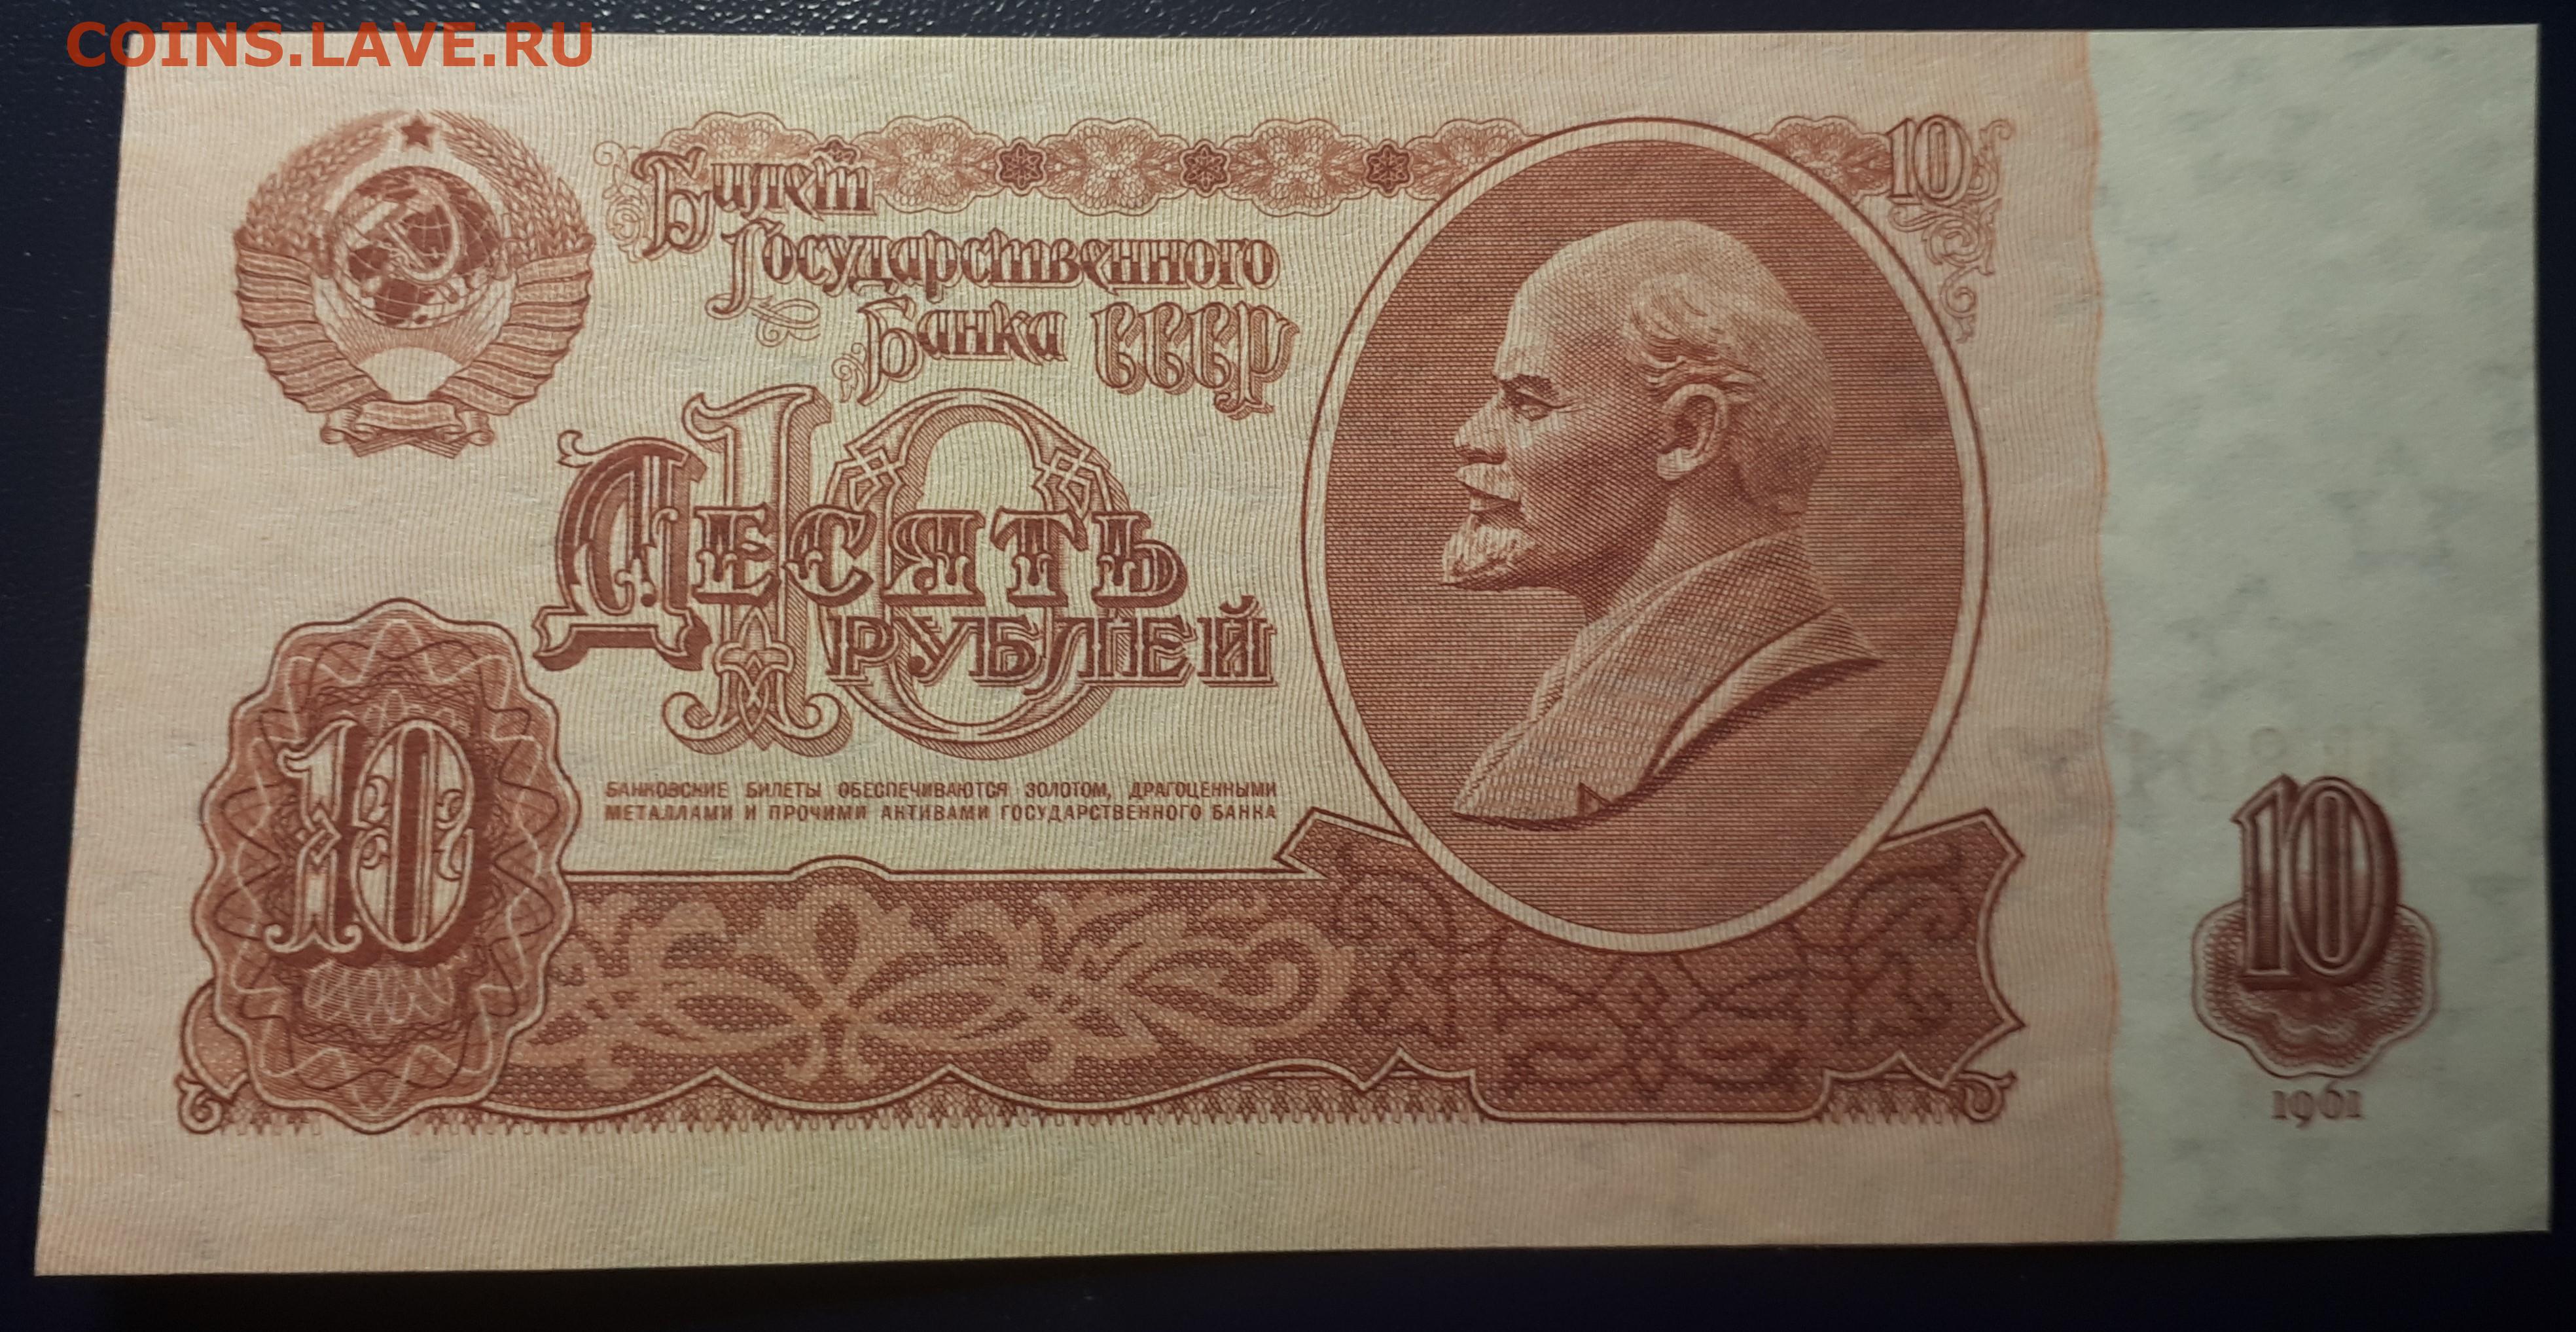 COINS.LAVE.RU
Билет
Государственного
Банка СССР
10
10
Десять
рублей
БАНКОВСКИЕ БИЛЕТЫ ОБЕСПЕЧИВАЮТСЯ ЗОЛОТОМ, ДРАГОЦЕННЫМИ
МЕТАЛЛАМИ И ПРОЧИМИ АКТИВАМИ ГОСУДАРСТВЕННОГО БАНКА
10
10
1961